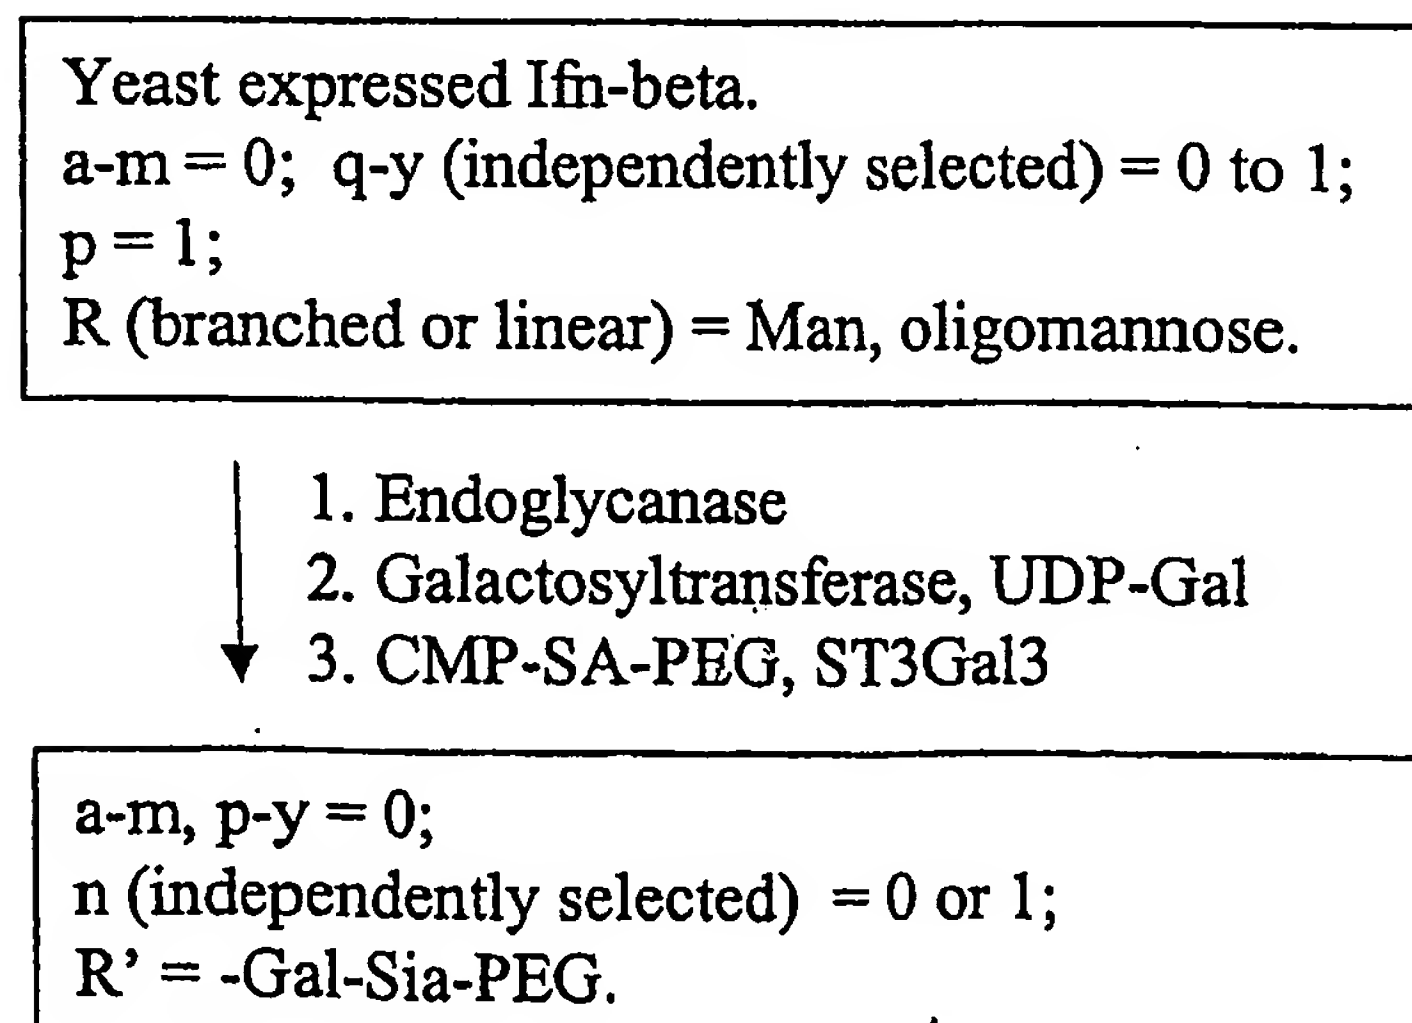 Yeast expressed Ifn-beta.
a-m = 0; q-y (independently selected) = 0 to 1;
p = 1;
R (branched or linear) = Man, oligomannose.
1. Endoglycanase
2. Galactosyltransferase, UDP-Gal
3. CMP-SA-PEG, ST3Gal3
a-m, p-y = 0;
n (independently selected) = 0 or 1;
R’ = -Gal-Sia-PEG.